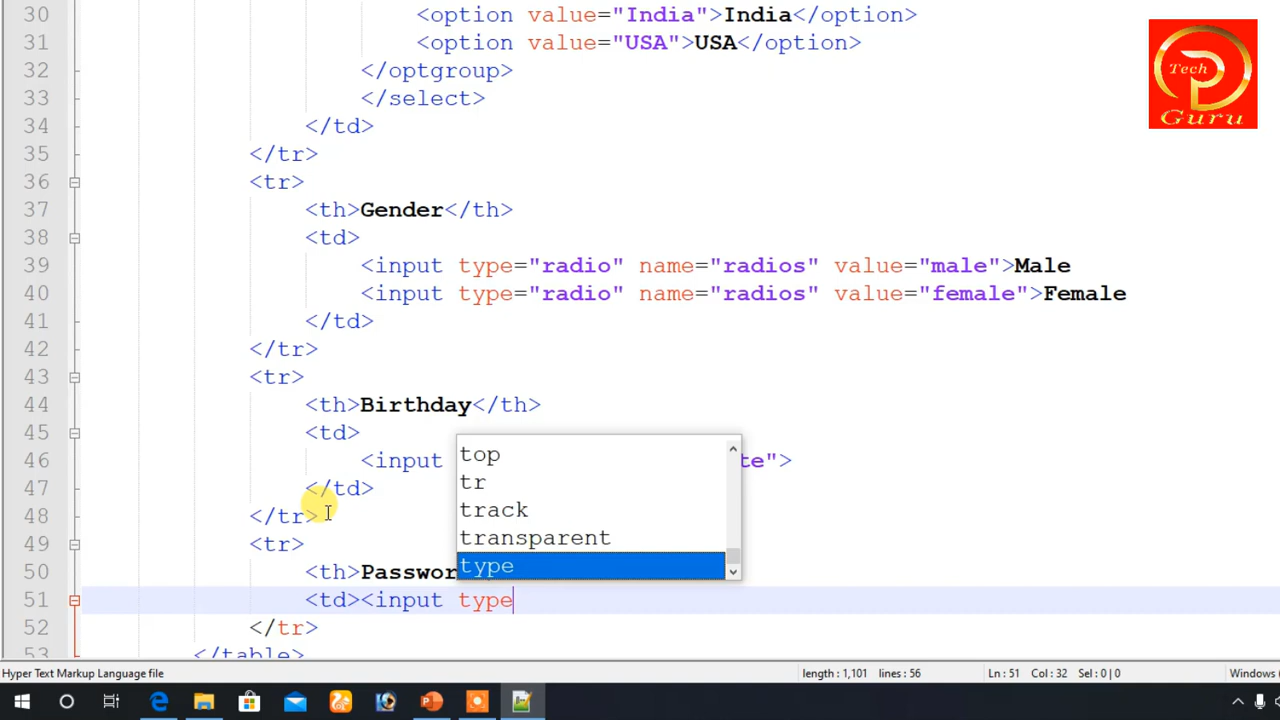 30 <option value="India">India</option>
31 <option value="USA">USA</option>
32 </optgroup>
33 </select>
34 </td>
35 </tr>
36 <tr>
37 <th>Gender</th>
38 <td>
39 <input type="radio" name="radios" value="male">Male
40 <input type="radio" name="radios" value="female">Female
41 </td>
42 </tr>
43 <tr>
44 <th>Birthday</th>
45 <td>
top
46 <input te">
tr
47 </td>
track
48 </tr>
transparent
49 <tr>
type
50 <th>Passwor
51 <td><input type
52 </tr>
53 </table>
Tech
Guru
Hyper Text Markup Language file length : 1,101 lines : 56 Ln : 51 Col : 32 Sel : 0 | 0 Windows